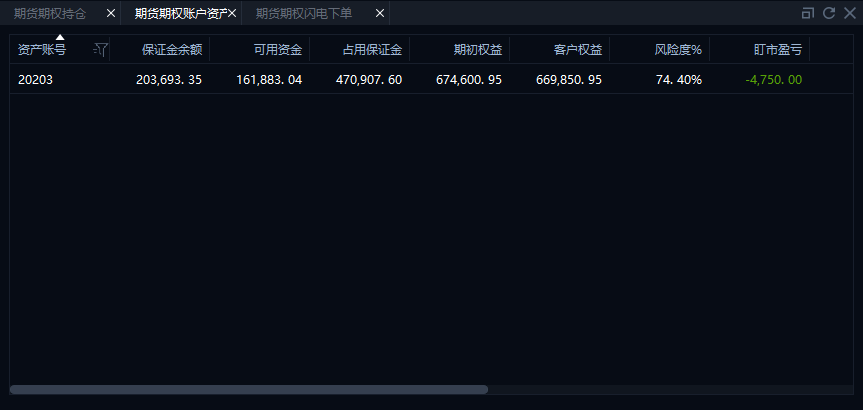 期货期权持仓 期货期权账户资产 期货期权闪电下单
资产账号 保证金余额 可用资金 占用保证金 期初权益 客户权益 风险度% 盯市盈亏
20203 203,693.35 161,883.04 470,907.60 674,600.95 669,850.95 74.40% -4,750.00